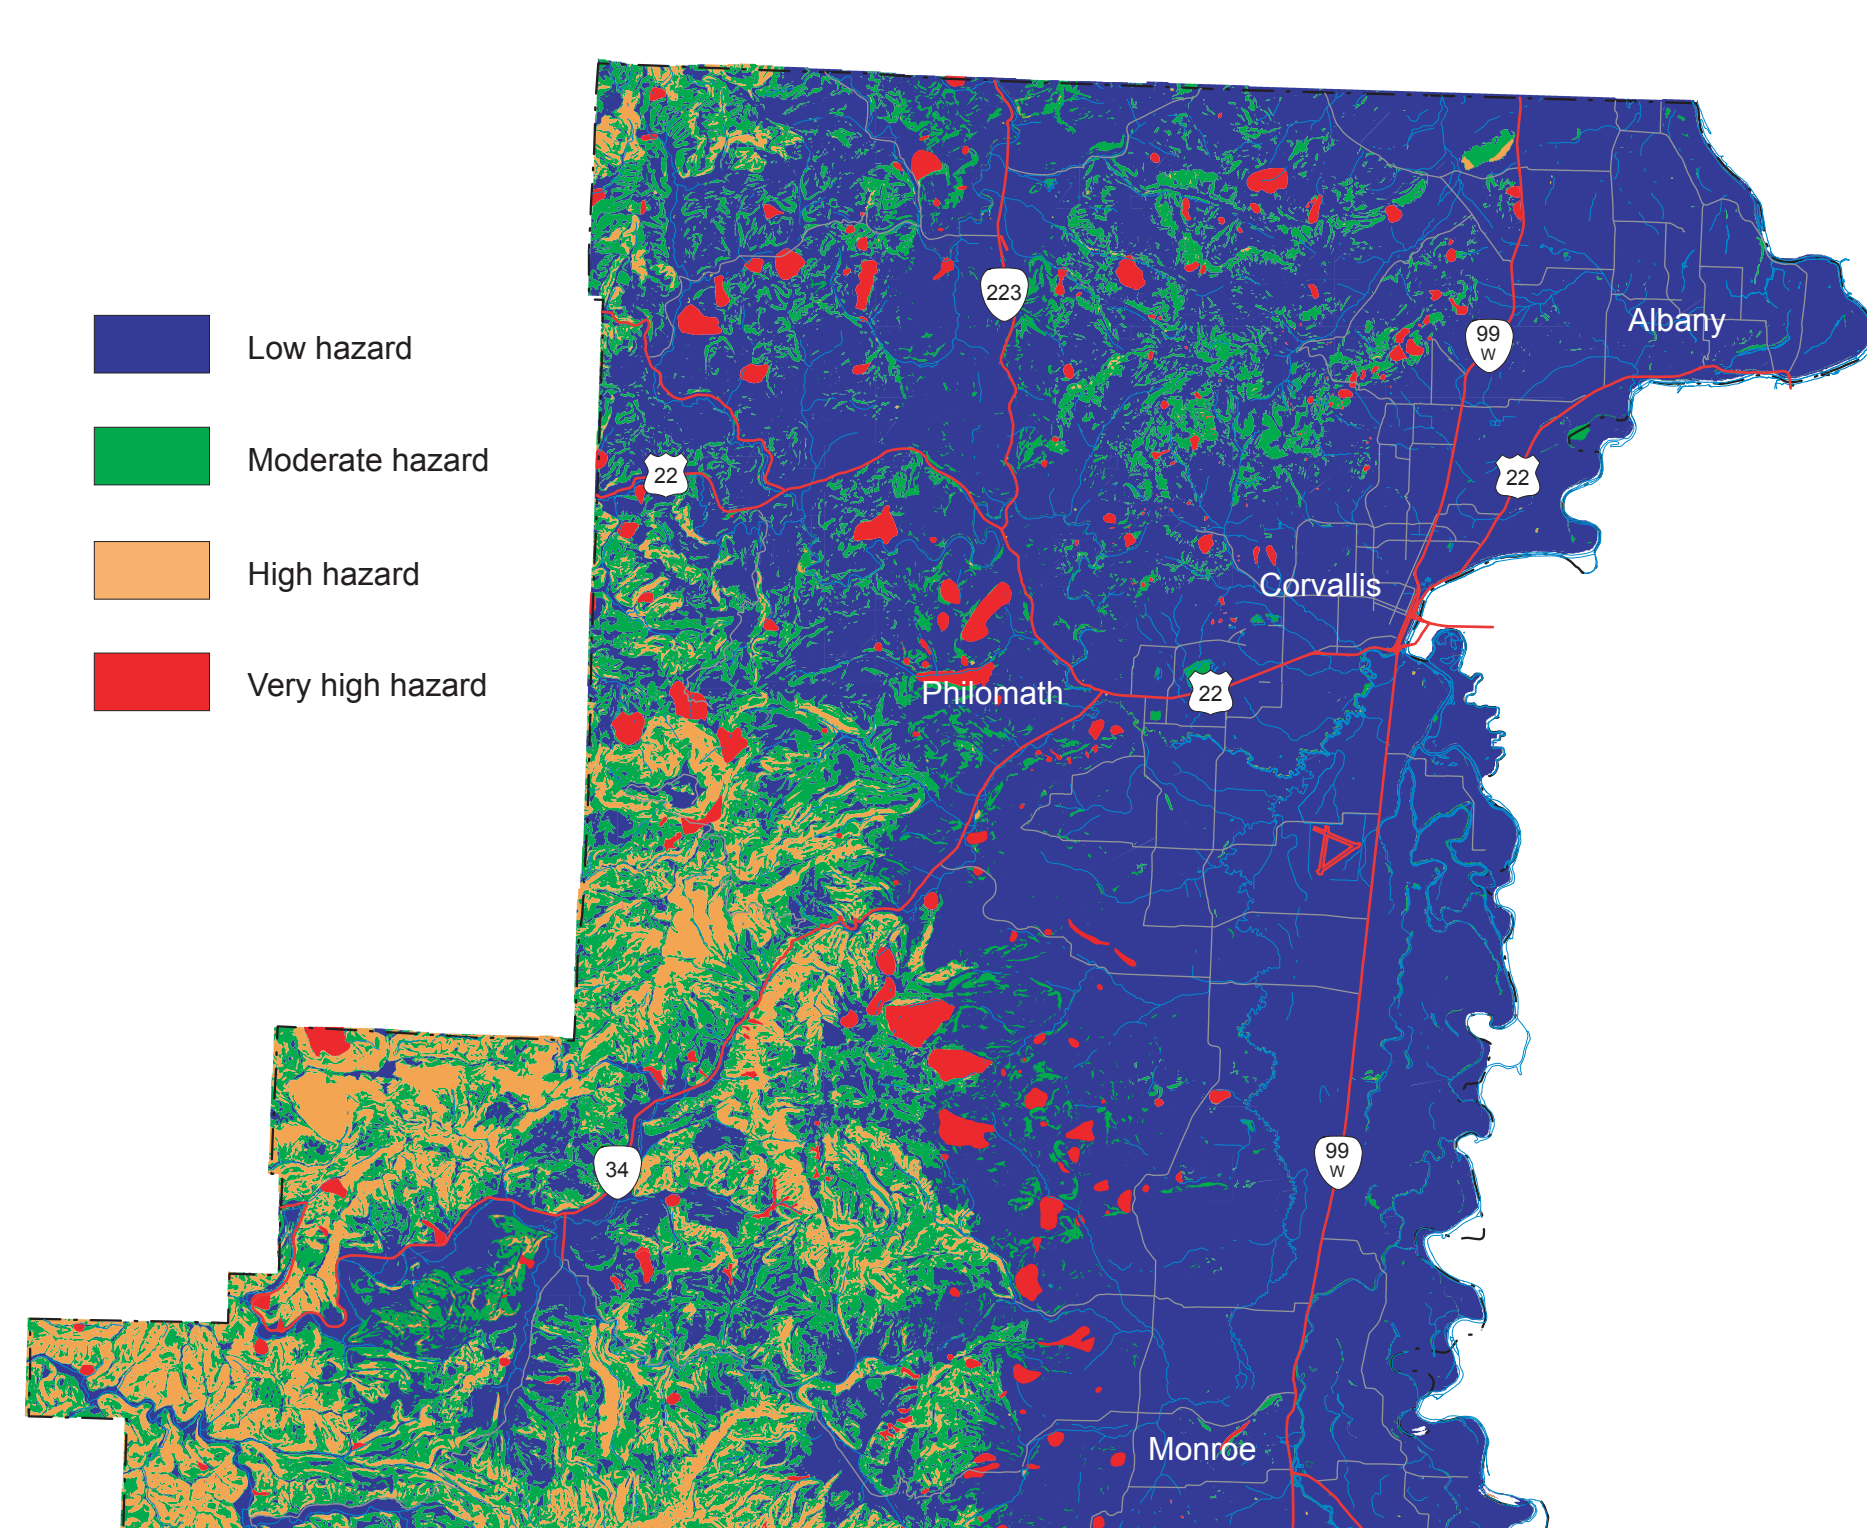 223
Albany
99
W
Low hazard
Moderate hazard
22
22
High hazard
Corvallis
Very high hazard
Philomath
22
34
99
W
Monroe